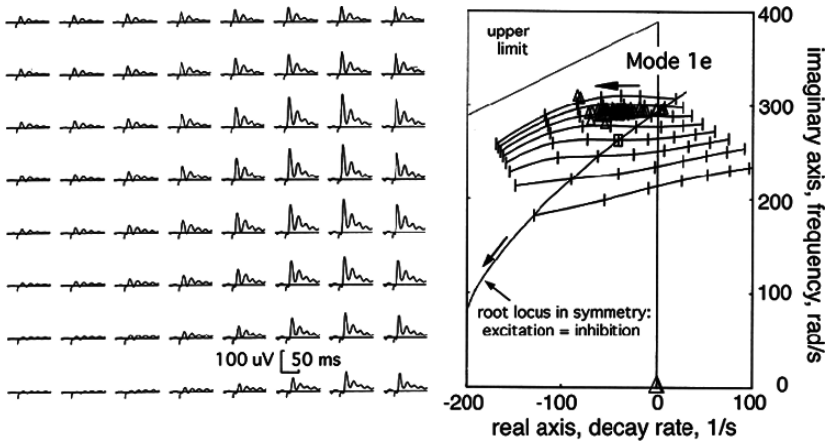 100 uV
50 ms
upper
limit
Mode 1e
root locus in symmetry:
excitation = inhibition
400
300
200
100
0
imaginary axis, frequency, rad/s
-200
-100
0
100
real axis, decay rate, 1/s